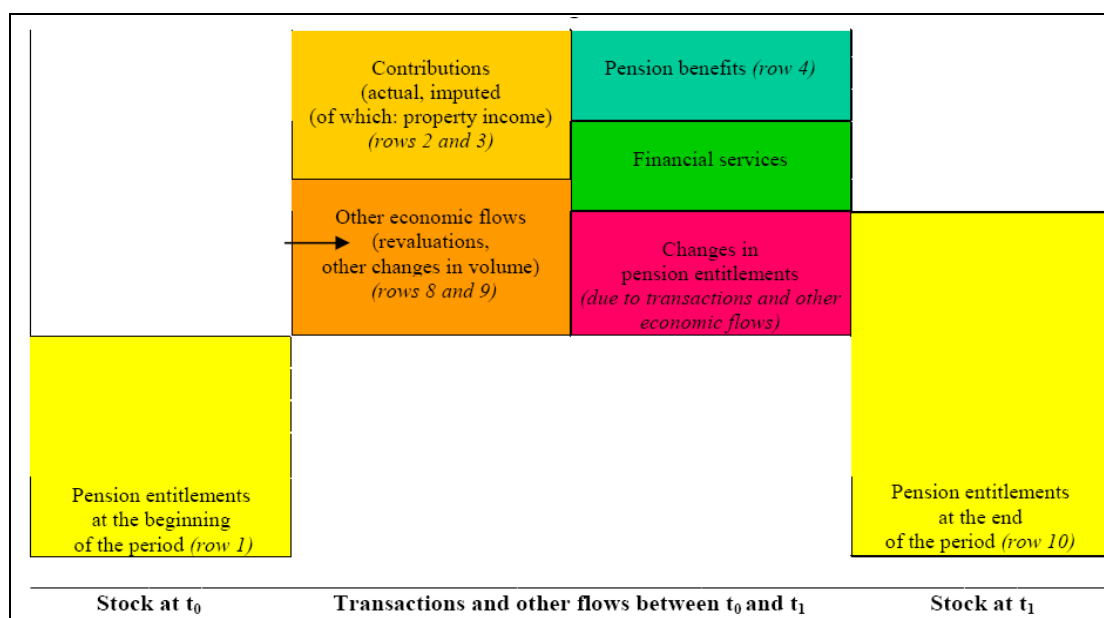 Contributions
(actual, imputed
(of which: property income)
(rows 2 and 3)
Pension benefits (row 4)
Financial services
Other economic flows
(revaluations,
other changes in volume)
(rows 8 and 9)
Changes in
pension entitlements
(due to transactions and other
economic flows)
Pension entitlements
at the beginning
of the period (row 1)
Pension entitlements
at the end
of the period (row 10)
Stock at t₀
Transactions and other flows between t₀ and t₁
Stock at t₁